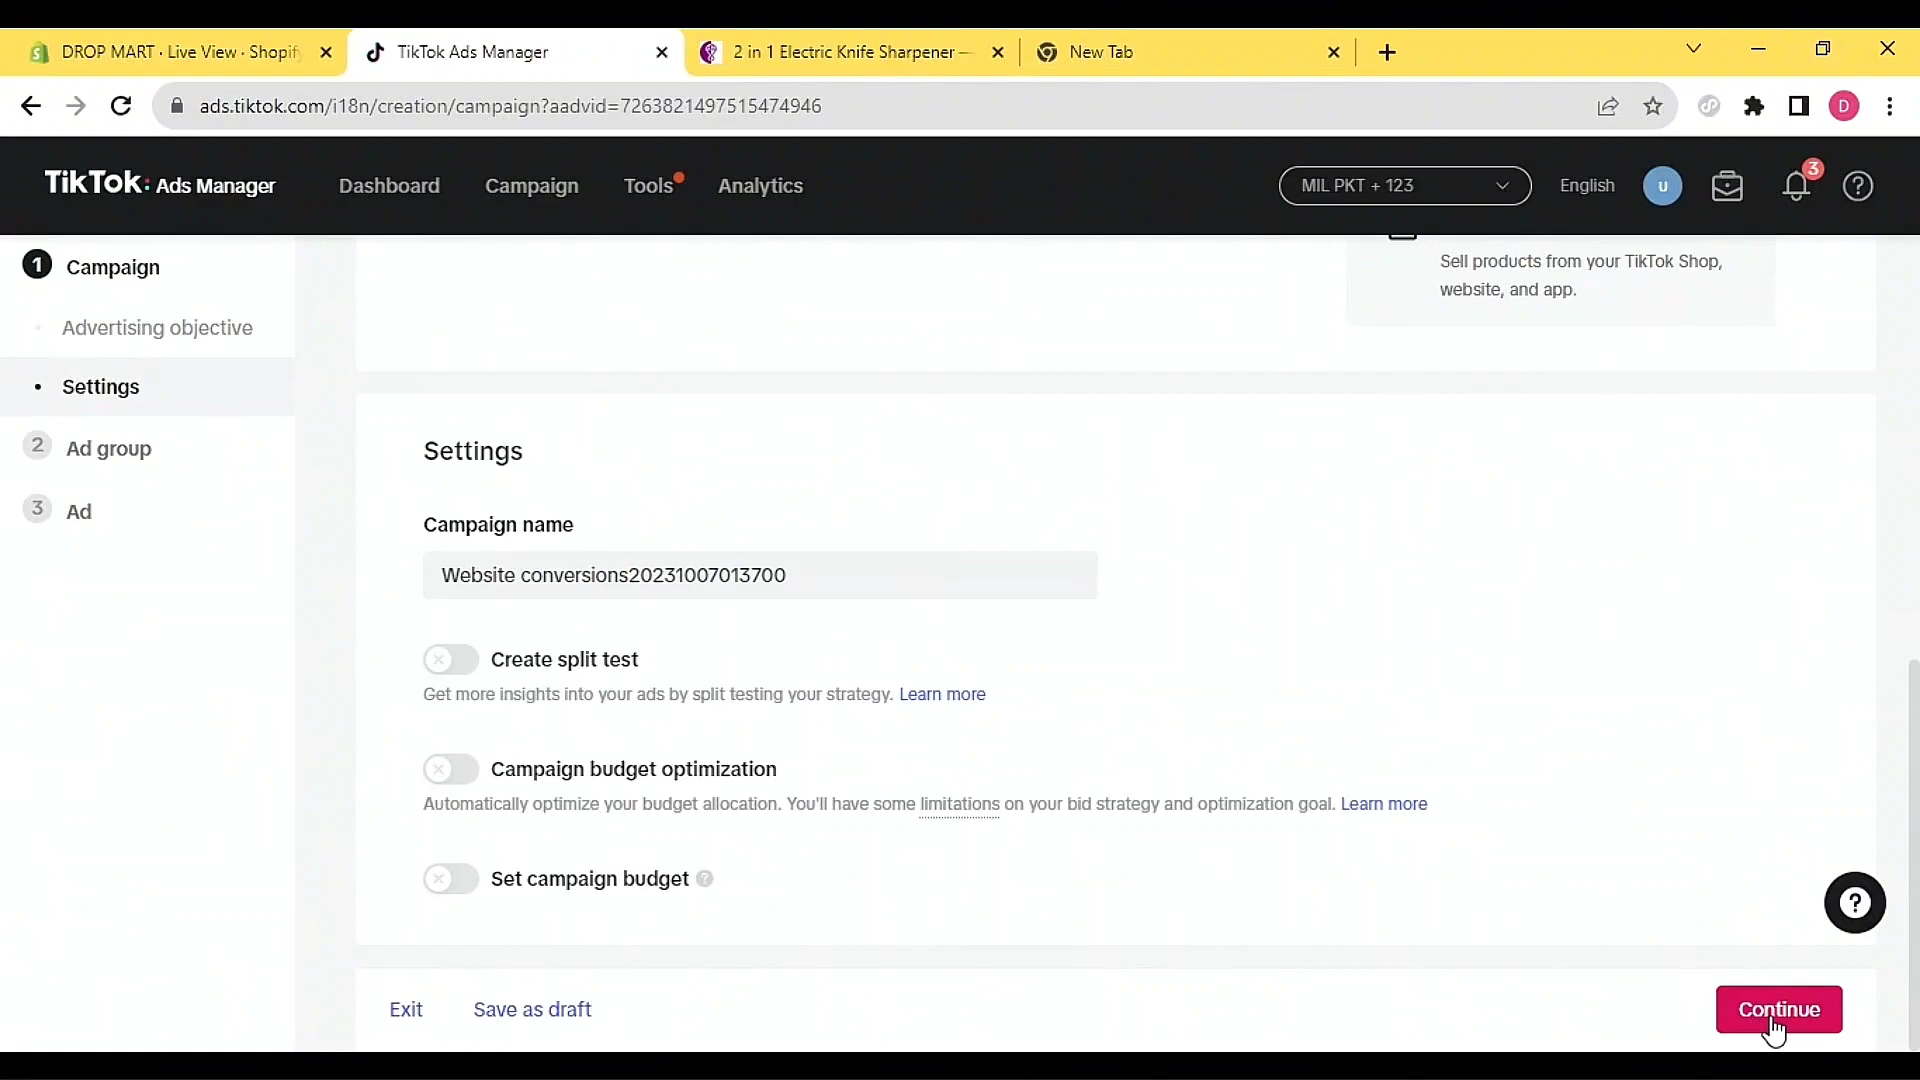 DROP MART · Live View · Shopify
TikTok Ads Manager
2 in 1 Electric Knife Sharpener —
New Tab
ads.tiktok.com/i18n/creation/campaign?aadvid=7263821497515474946
D
TikTok: Ads Manager
Dashboard
Campaign
Tools
Analytics
MIL PKT + 123
English
U
3
1 Campaign
Advertising objective
Settings
2 Ad group
3 Ad
Sell products from your TikTok Shop,
website, and app.
Settings
Campaign name
Website conversions20231007013700
Create split test
Get more insights into your ads by split testing your strategy. Learn more
Campaign budget optimization
Automatically optimize your budget allocation. You'll have some limitations on your bid strategy and optimization goal. Learn more
Set campaign budget ?
?
Exit
Save as draft
Continue